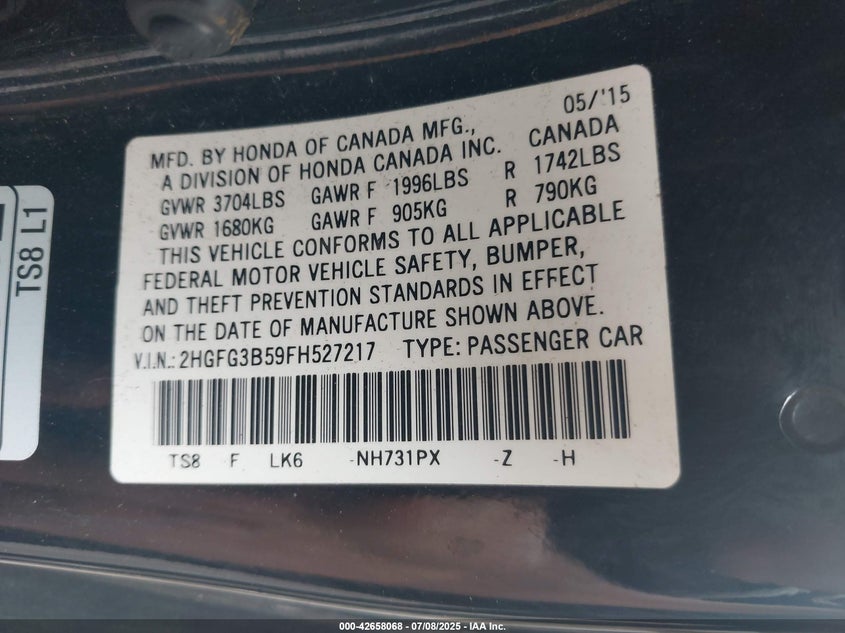 05/'15
MFD. BY HONDA OF CANADA MFG., CANADA
A DIVISION OF HONDA CANADA INC.
GVWR 3704LBS GAWR F 1996LBS R 1742LBS
GVWR 1680KG GAWR F 905KG R 790KG
THIS VEHICLE CONFORMS TO ALL APPLICABLE
FEDERAL MOTOR VEHICLE SAFETY, BUMPER,
AND THEFT PREVENTION STANDARDS IN EFFECT
ON THE DATE OF MANUFACTURE SHOWN ABOVE.
V.I.N.: 2HGFG3B59FH527217 TYPE: PASSENGER CAR
TS8 F LK6 -NH731PX -Z -H
TS8 L1
000-42658068 - 07/08/2025 - IAA Inc.